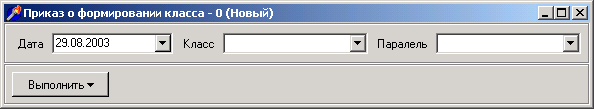 Приказ о формировании класса - 0 (Новый)
Дата 29.08.2003 Класс Паралель
Выполнить